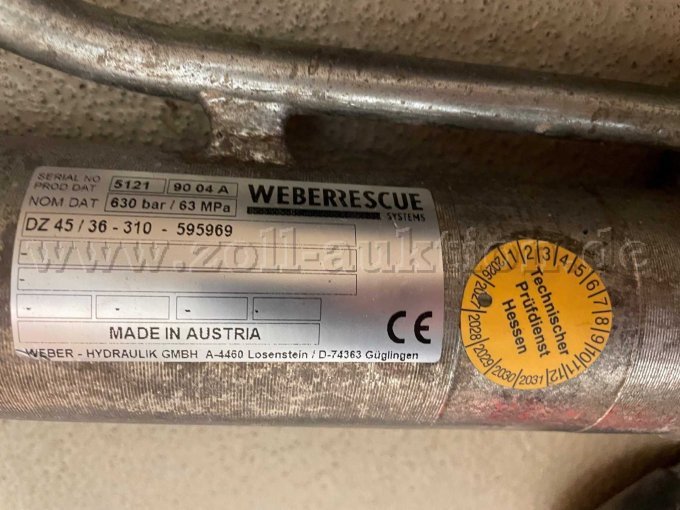 SERIAL NO
PROD DAT 5121 90 04 A
NOM DAT 630 bar / 63 MPa
WEBERRESCUE
SYSTEMS
DZ 45 / 36 - 310 - 595969
www.zoll-auktion.de
-
-
- - - -
MADE IN AUSTRIA
CE
WEBER - HYDRAULIK GMBH A-4460 Losenstein / D-74363 Güglingen
1 2 3 4 5 6 7 8 9 10 11 12
2026 2027 2028 2029 2030 2031
Technischer
Prüfdienst
Hessen